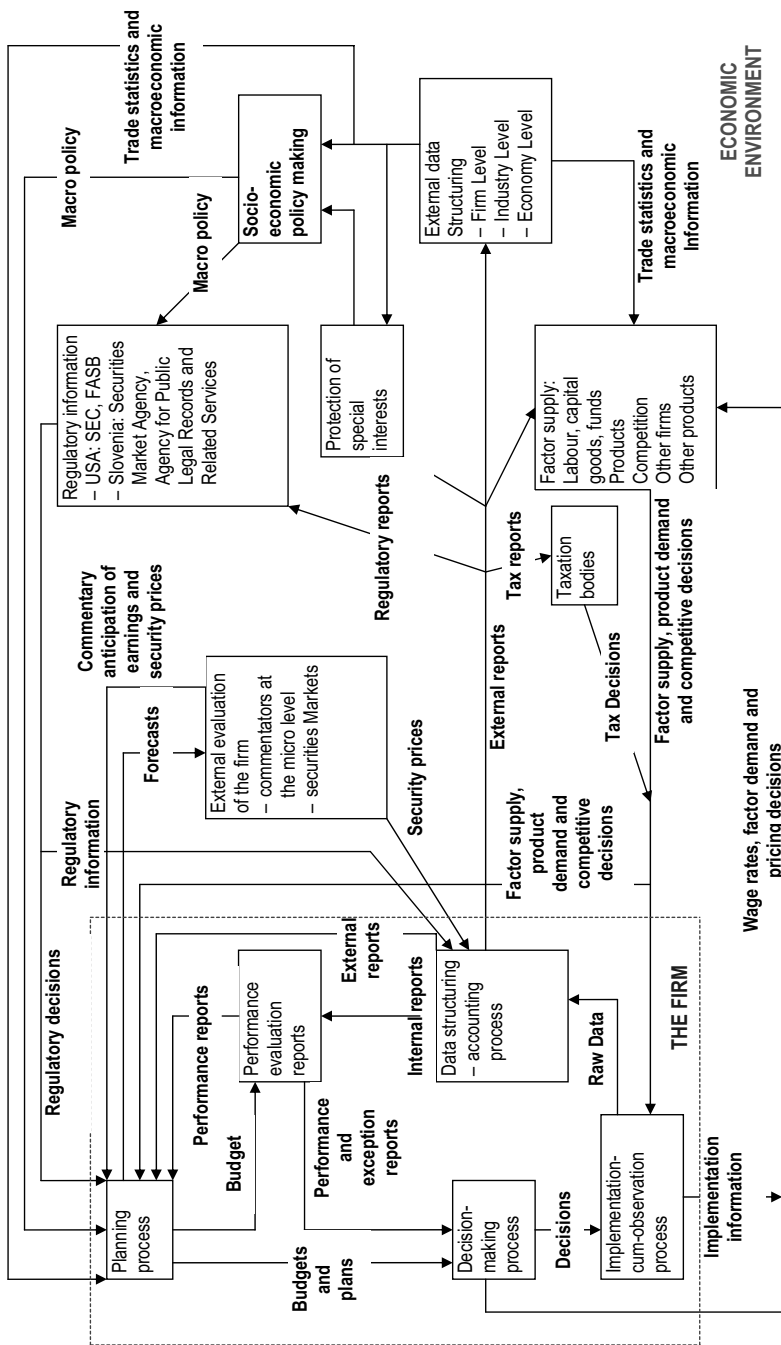 Regulatory decisions
Macro policy
Trade statistics and
macroeconomic
information
Regulatory
information
Commentary
anticipation of
earnings and
security prices
Forecasts
Macro policy
Planning
process
Performance reports
External
reports
Budget
Budgets
and
plans
Performance
evaluation
reports
Performance
and
exception
reports
Internal reports
External evaluation
of the firm
– commentators at
the micro level
– securities Markets
Security prices
Regulatory information
– USA: SEC, FASB
– Slovenia: Securities
Market Agency,
Agency for Public
Legal Records and
Related Services
Regulatory reports
Socio-
economic
policy making
Protection of
special
interests
Decision-
making
process
Decisions
Data structuring
– accounting
process
Raw Data
Factor supply,
product
demand and
competitive
decisions
External reports
Tax reports
External data
Structuring
– Firm Level
– Industry Level
– Economy Level
Implementation-
cum-observation
process
Implementation
information
THE FIRM
Tax Decisions
Taxation
bodies
Factor supply, product demand
and competitive decisions
Factor supply:
Labour, capital
goods, funds
Products
Competition
Other firms
Other products
Trade statistics and
macroeconomic
Information
Wage rates, factor demand and
pricing decisions
ECONOMIC
ENVIRONMENT